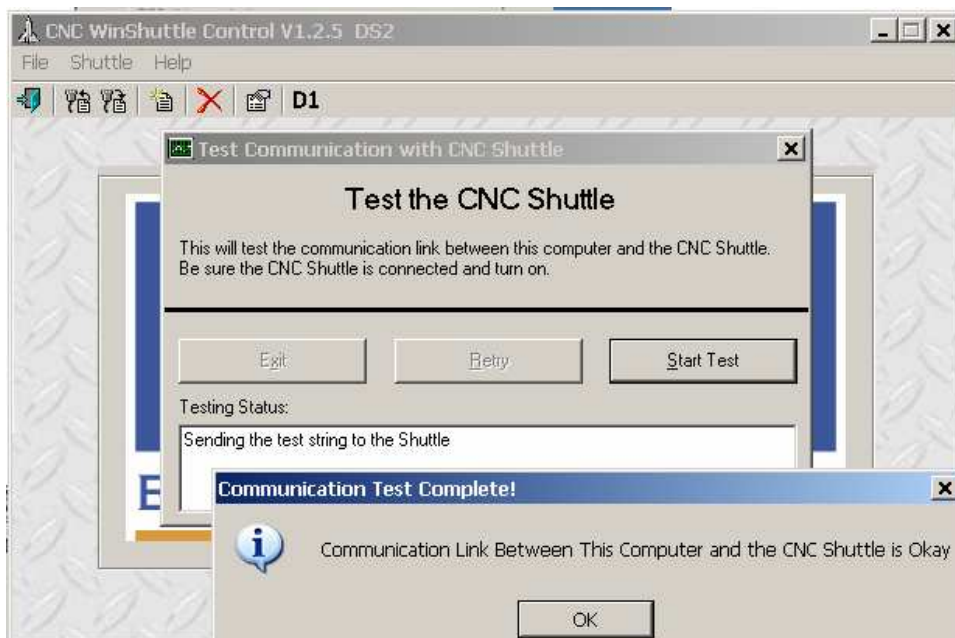 CNC WinShuttle Control V1.2.5 DS2
File Shuttle Help
D1
Test Communication with CNC Shuttle
Test the CNC Shuttle
This will test the communication link between this computer and the CNC Shuttle.
Be sure the CNC Shuttle is connected and turn on.
Exit Retry Start Test
Testing Status:
Sending the test string to the Shuttle
E
Communication Test Complete!
Communication Link Between This Computer and the CNC Shuttle is Okay
OK